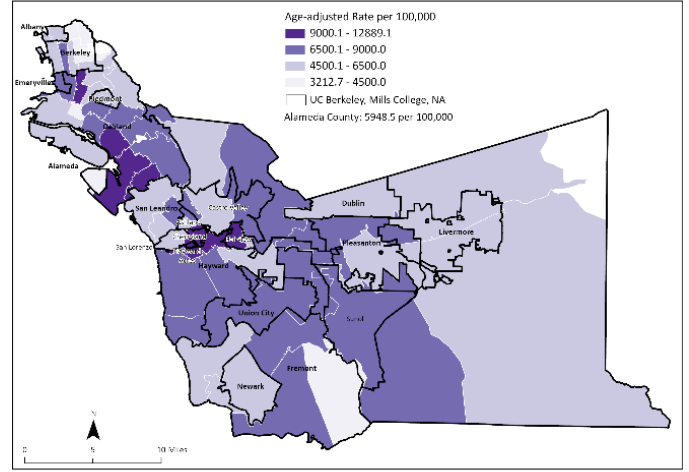 Age-adjusted Rate per 100,000
9000.1 - 12889.1
6500.1 - 9000.0
4500.1 - 6500.0
3212.7 - 4500.0
UC Berkeley, Mills College, NA
Alameda County: 5948.5 per 100,000
Albany
Berkeley
Emeryville
Piedmont
Oakland
Alameda
San Leandro
Castro Valley
San Lorenzo
Hayward
Dublin
Livermore
Pleasanton
Union City
Sunol
Fremont
Newark
N
0 5 10 Miles